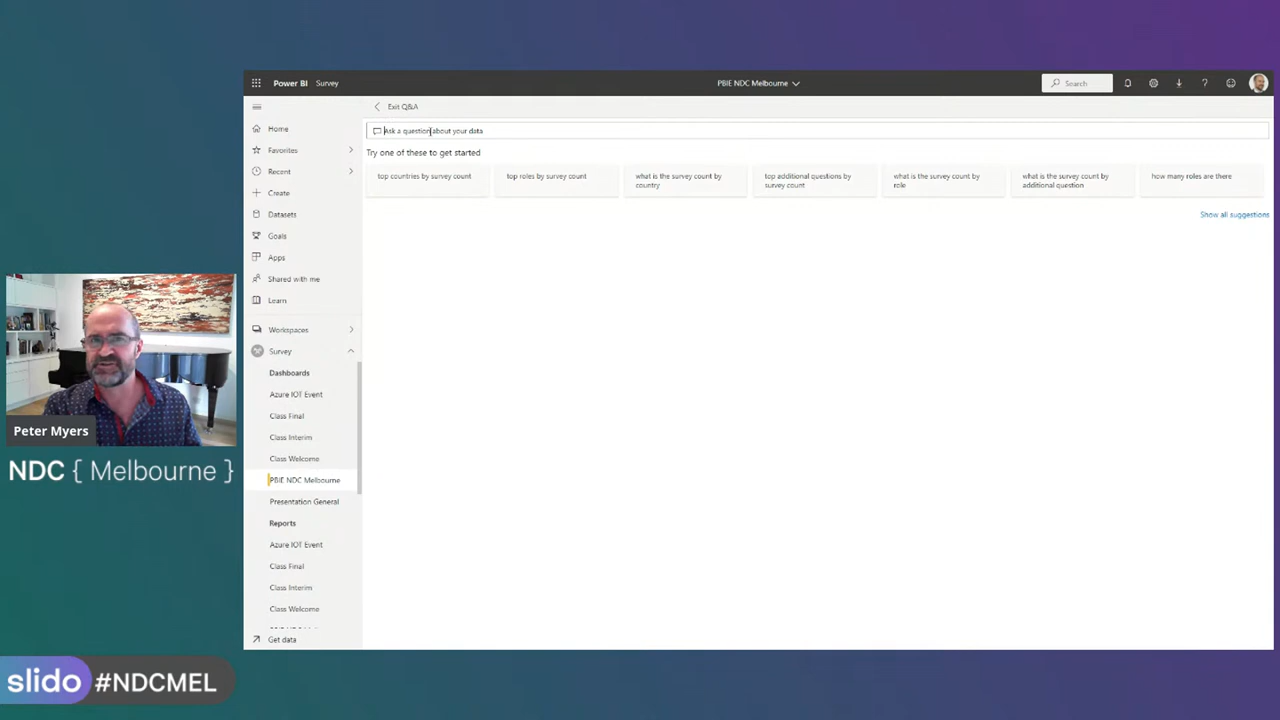 Power BI
Survey
PBIE NDC Melbourne
Search
?
Exit Q&A
Ask a question about your data
Try one of these to get started
top countries by survey count
top roles by survey count
what is the survey count by
country
top additional questions by
survey count
what is the survey count by
role
what is the survey count by
additional question
how many roles are there
Show all suggestions
Home
Favorites
Recent
Create
Datasets
Goals
Apps
Shared with me
Learn
Workspaces
Survey
Dashboards
Azure IOT Event
Class Final
Class Interim
Class Welcome
PBIE NDC Melbourne
Presentation General
Reports
Azure IOT Event
Class Final
Class Interim
Class Welcome
Get data
Peter Myers
NDC { Melbourne }
slido #NDCMEL